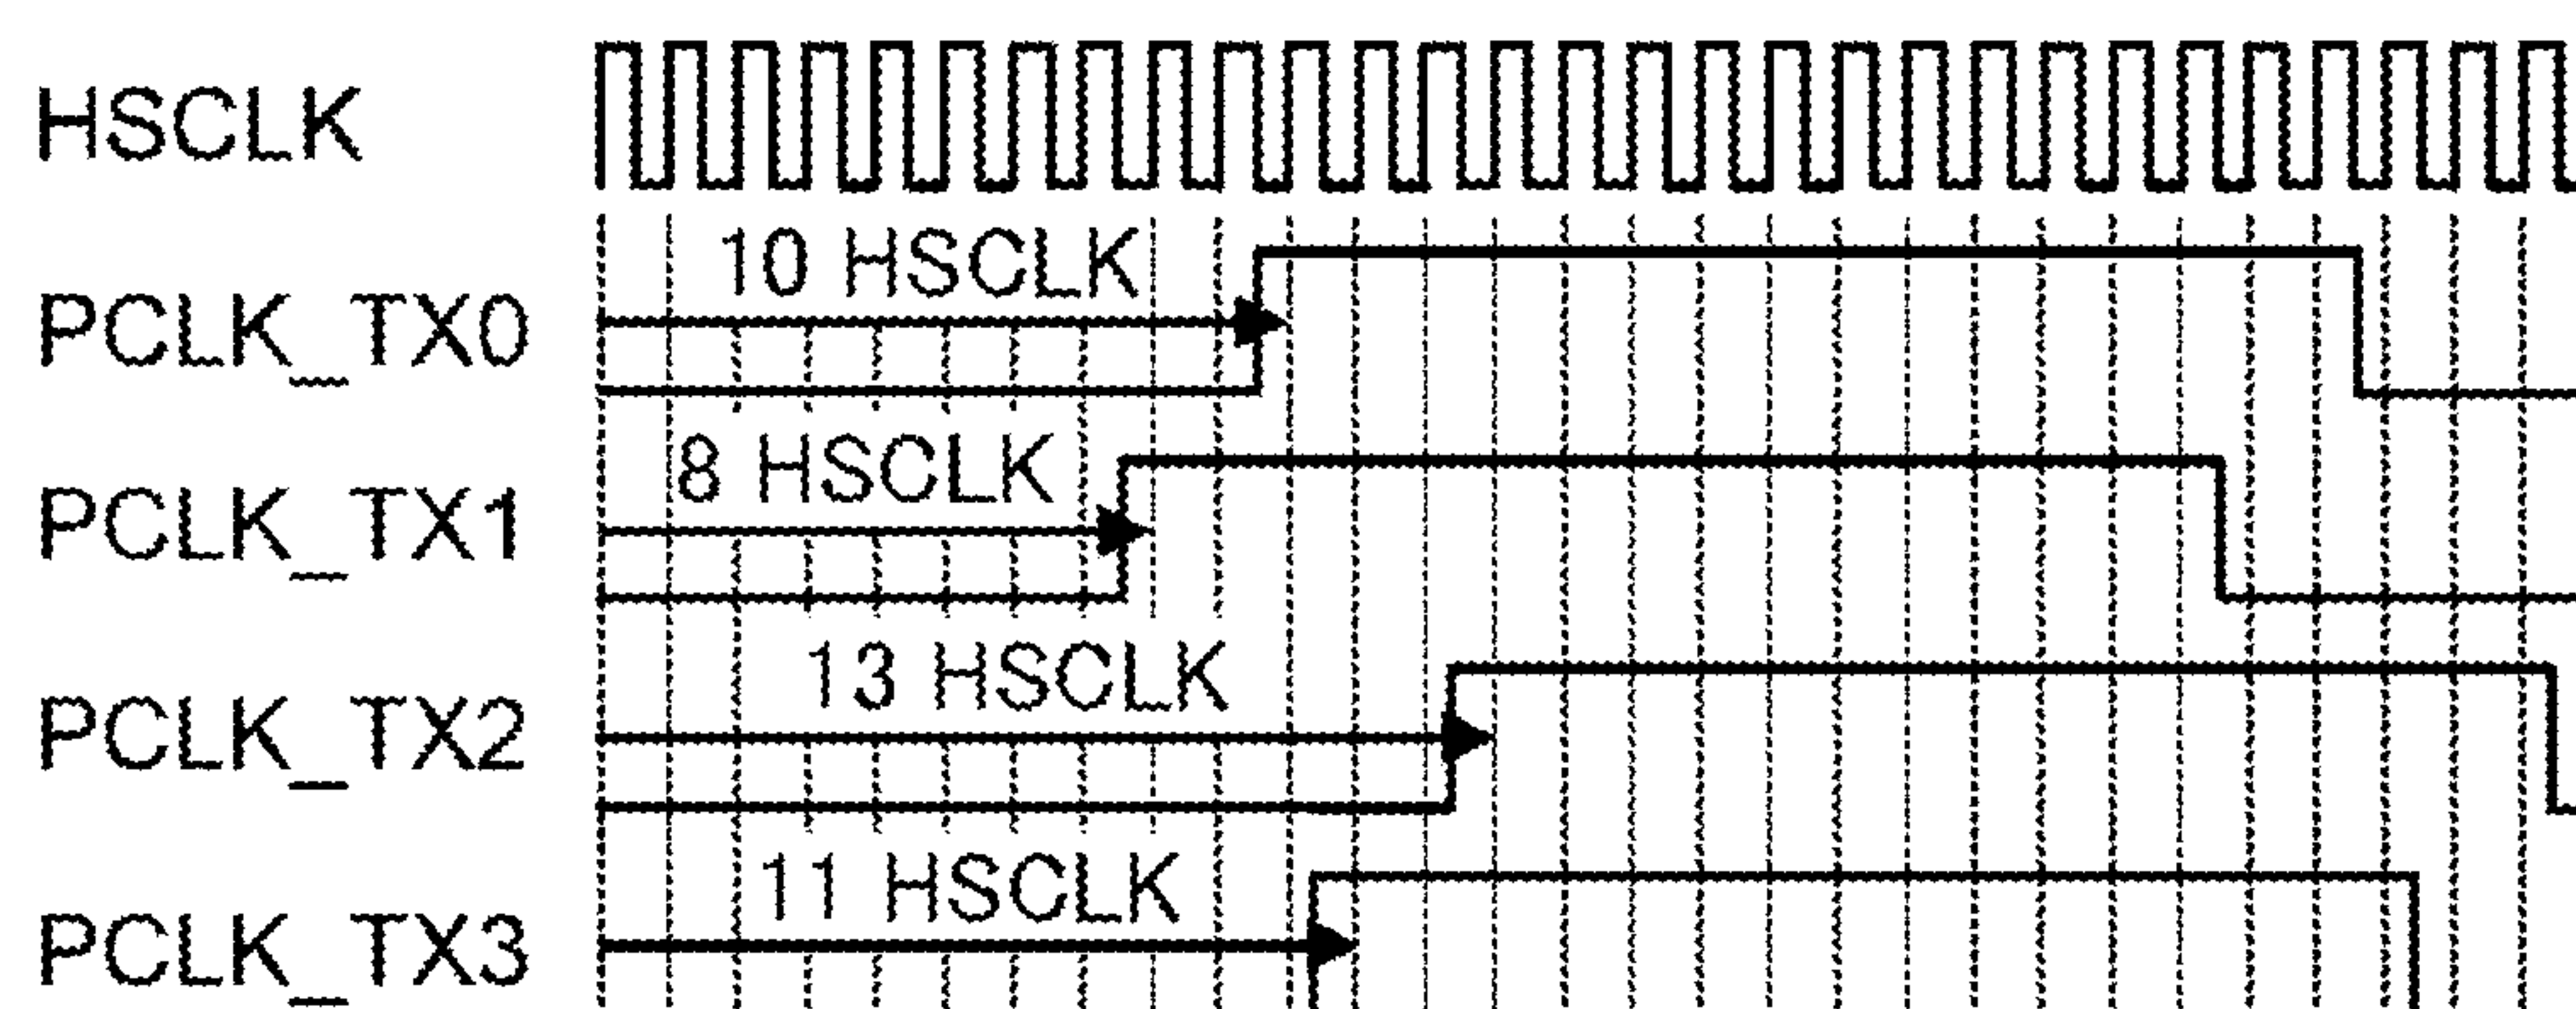 HSCLK
10 HSCLK
PCLK_TX0
8 HSCLK
PCLK_TX1
13 HSCLK
PCLK_TX2
11 HSCLK
PCLK_TX3